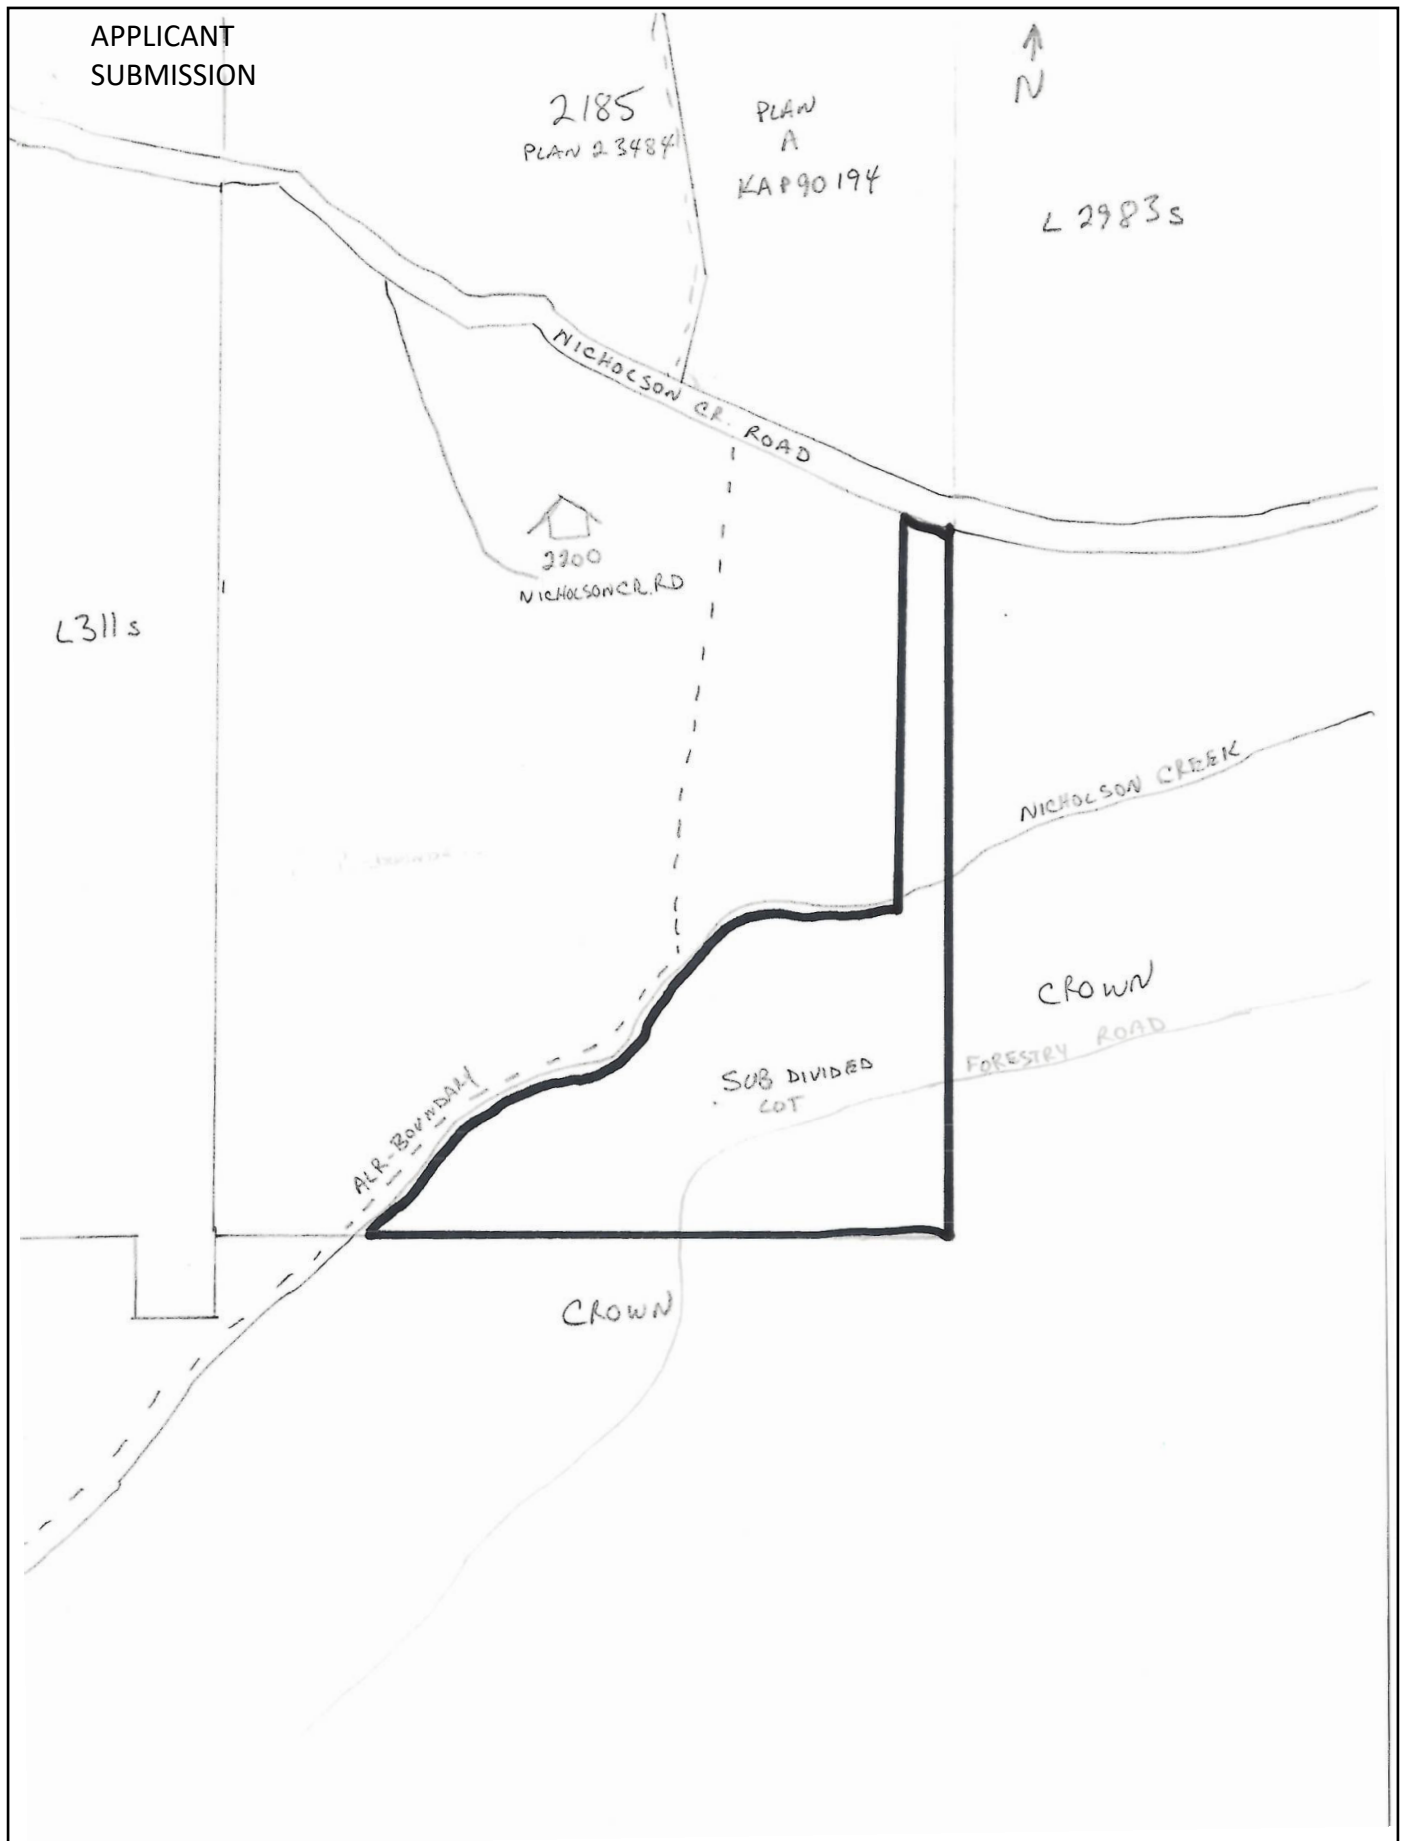 APPLICANT
SUBMISSION
N
2185
PLAN 23484
PLAN
A
KAP90194
L 2983s
NICHOLSON CR. ROAD
2200
NICHOLSON CR. RD
L311s
NICHOLSON CREEK
CROWN
FORESTRY ROAD
SUB DIVIDED
LOT
ALR-BOUNDARY
CROWN